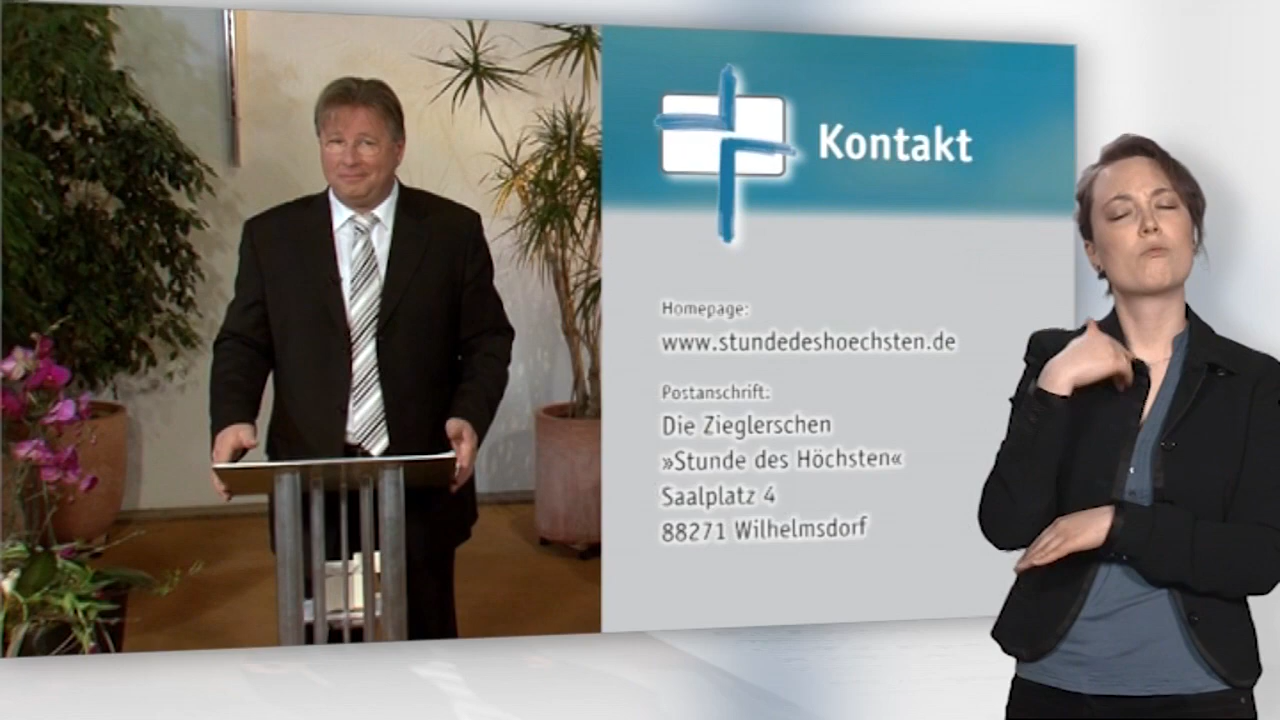 Kontakt
Homepage:
www.stundedeshoechsten.de
Postanschrift:
Die Zieglerschen
»Stunde des Höchsten«
Saalplatz 4
88271 Wilhelmsdorf